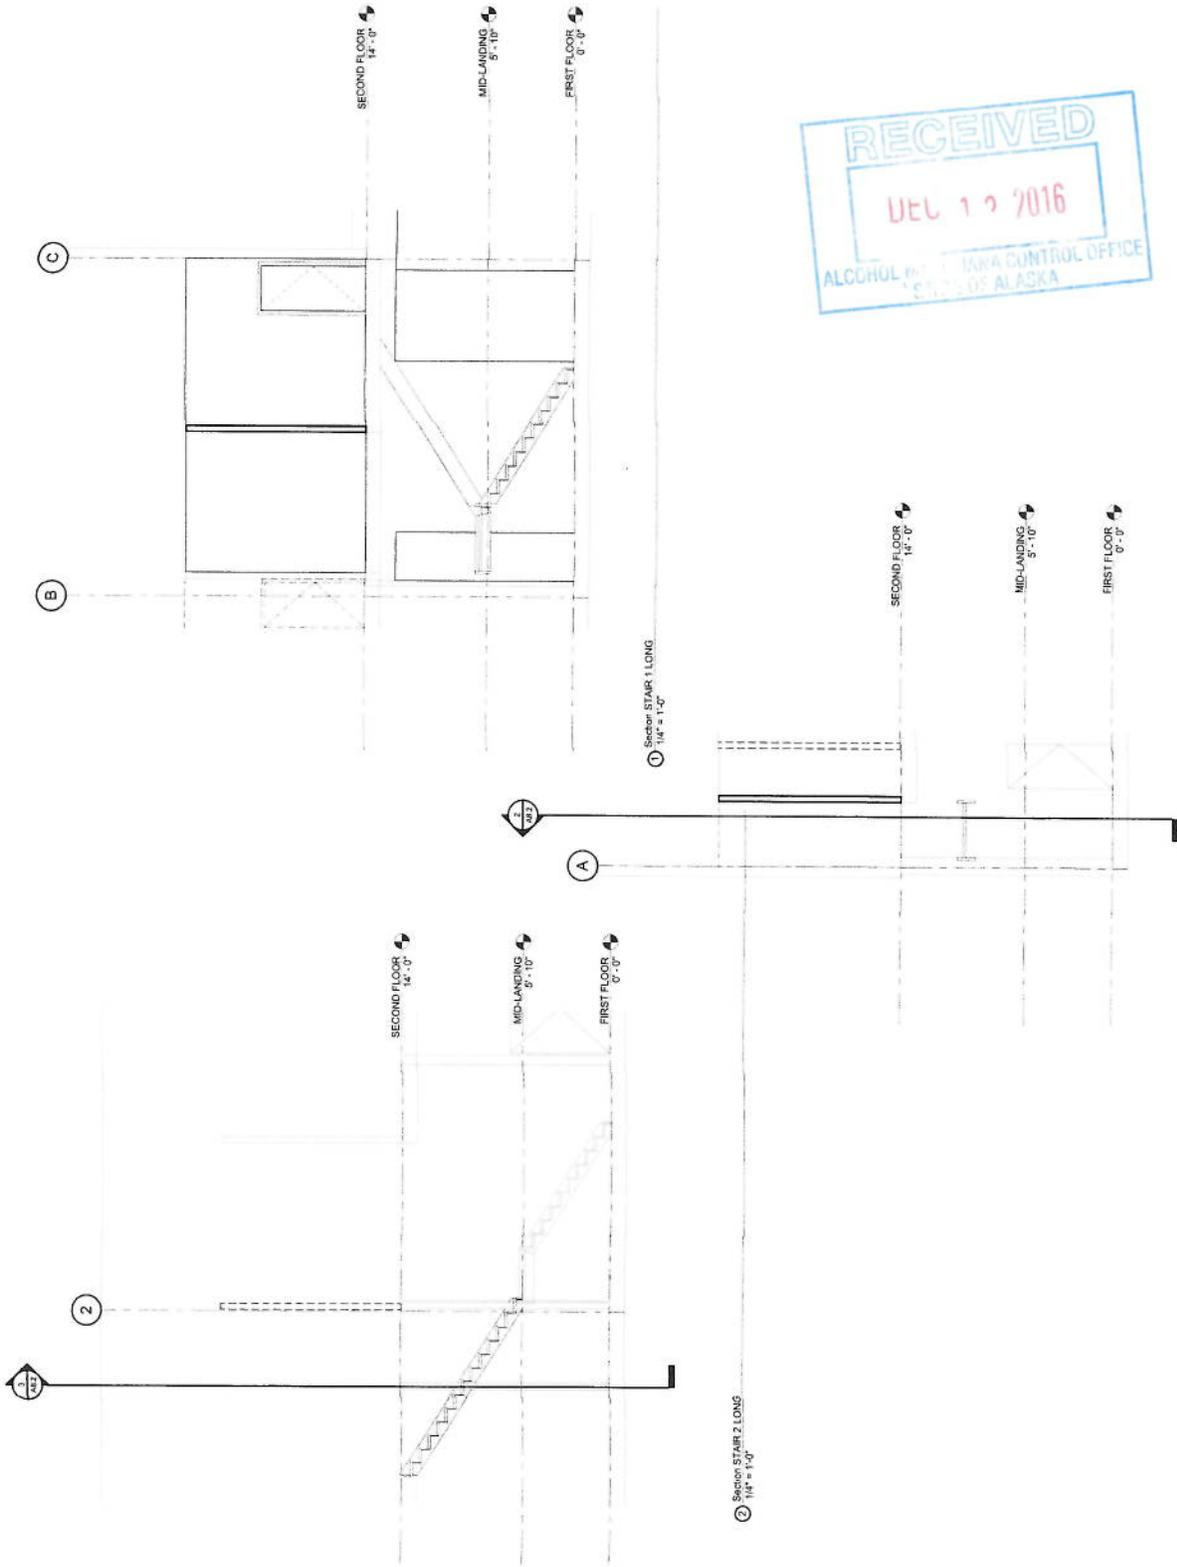 C
B
SECOND FLOOR
14' - 0"
MID-LANDING
5' - 10"
FIRST FLOOR
0' - 0"
1
Section STAIR 1 LONG
1/4" = 1'-0"
RECEIVED
DEC 2016
ALCOHOL CONTROL OFFICE
OF ALASKA
2
3
A8.2
SECOND FLOOR
14' - 0"
MID-LANDING
5' - 10"
FIRST FLOOR
0' - 0"
2
Section STAIR 2 LONG
1/4" = 1'-0"
2
A8.2
A
SECOND FLOOR
14' - 0"
MID-LANDING
5' - 10"
FIRST FLOOR
0' - 0"